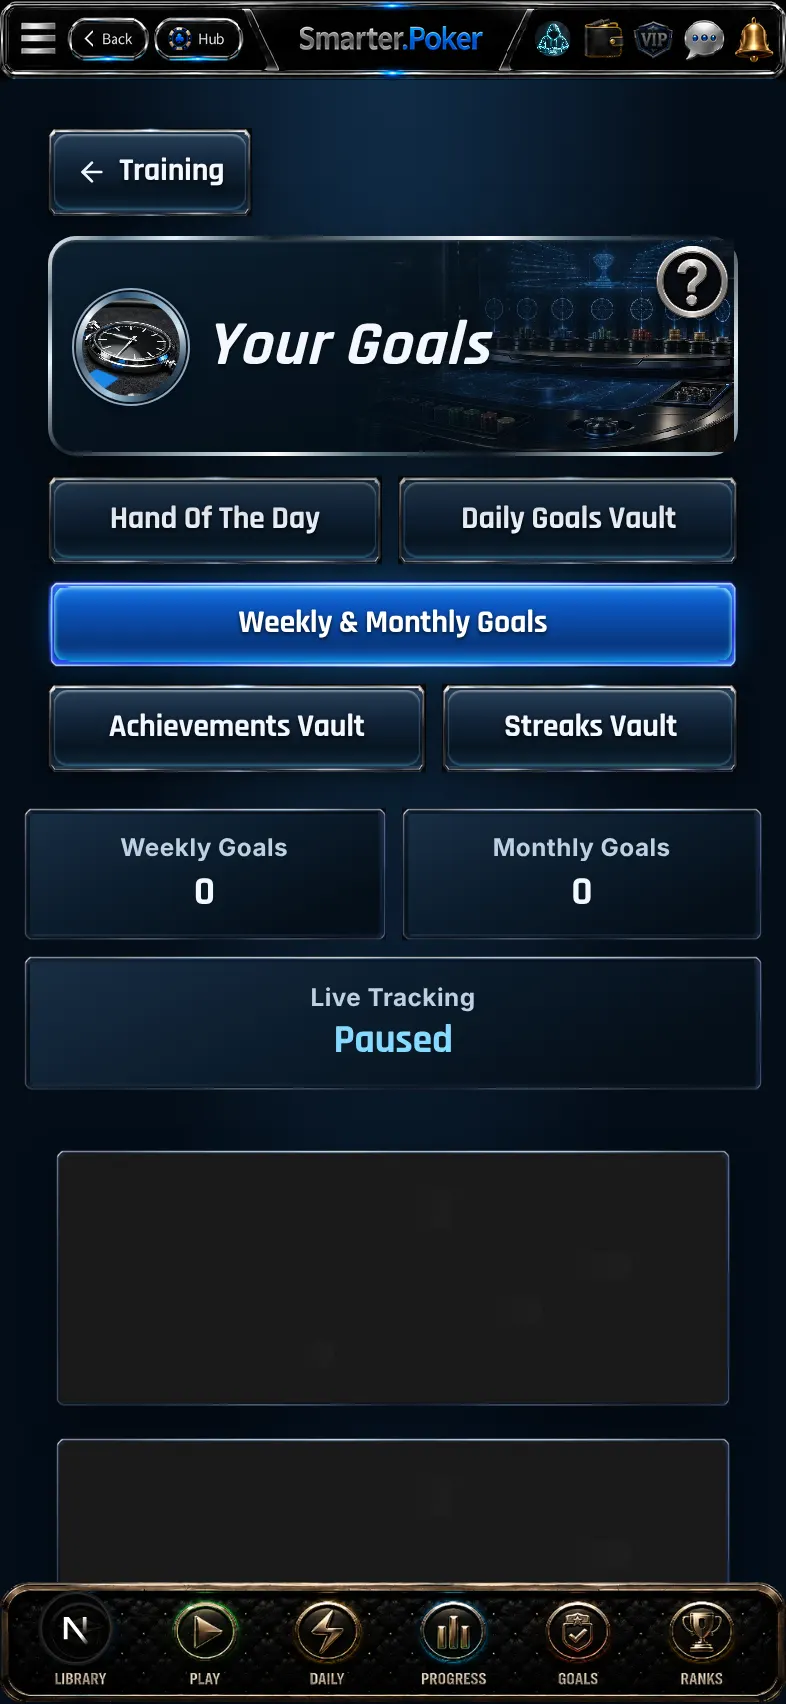 Back
Hub
Smarter.Poker
VIP
← Training
?
Your Goals
Hand Of The Day
Daily Goals Vault
Weekly & Monthly Goals
Achievements Vault
Streaks Vault
Weekly Goals
0
Monthly Goals
0
Live Tracking
Paused
N
LIBRARY
PLAY
DAILY
PROGRESS
GOALS
RANKS